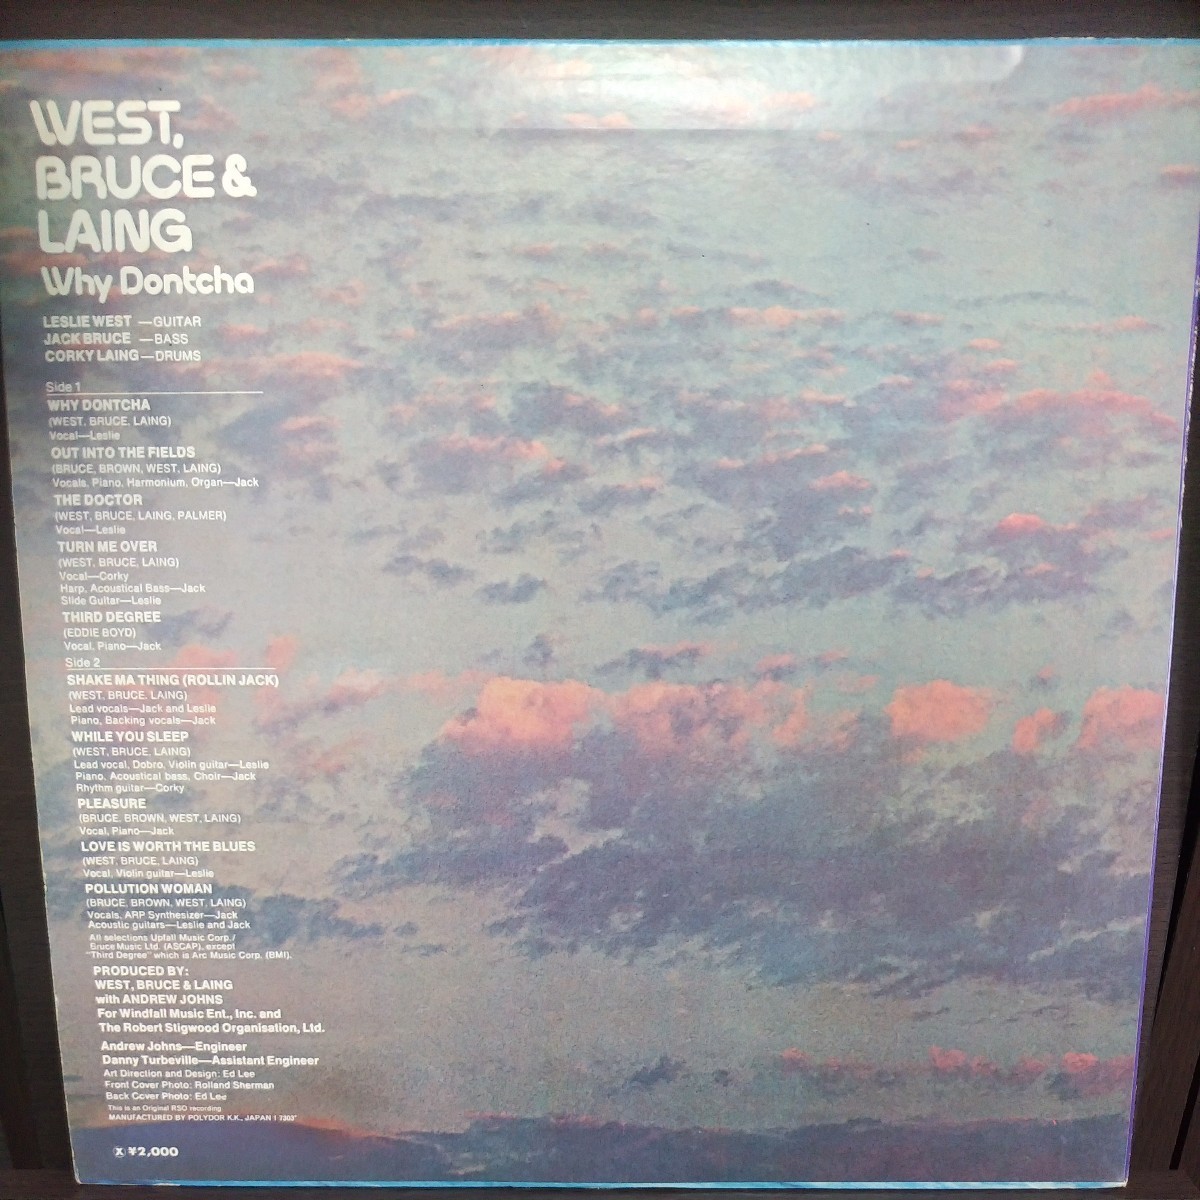 WEST,
BRUCE &
LAING
Why Dontcha
LESLIE WEST —GUITAR
JACK BRUCE —BASS
CORKY LAING—DRUMS
Side 1
WHY DONTCHA
(WEST, BRUCE, LAING)
Vocal—Leslie
OUT INTO THE FIELDS
(BRUCE, BROWN, WEST, LAING)
Vocals, Piano, Harmonium, Organ—Jack
THE DOCTOR
(WEST, BRUCE, LAING, PALMER)
Vocal—Leslie
TURN ME OVER
(WEST, BRUCE, LAING)
Vocal—Corky
Harp, Acoustical Bass—Jack
Slide Guitar—Leslie
THIRD DEGREE
(EDDIE BOYD)
Vocal, Piano—Jack
Side 2
SHAKE MA THING (ROLLIN JACK)
(WEST, BRUCE, LAING)
Lead vocals—Jack and Leslie
Piano, Backing vocals—Jack
WHILE YOU SLEEP
(WEST, BRUCE, LAING)
Lead vocal, Dobro, Violin guitar—Leslie
Piano, Acoustical bass, Choir—Jack
Rhythm guitar—Corky
PLEASURE
(BRUCE, BROWN, WEST, LAING)
Vocal, Piano—Jack
LOVE IS WORTH THE BLUES
(WEST, BRUCE, LAING)
Vocal, Violin guitar—Leslie
POLLUTION WOMAN
(BRUCE, BROWN, WEST, LAING)
Vocals, ARP Synthesizer—Jack
Acoustic guitars—Leslie and Jack
All selections Upfall Music Corp./
Bruce Music Ltd. (ASCAP), except
"Third Degree" which is Arc Music Corp. (BMI).
PRODUCED BY:
WEST, BRUCE & LAING
with ANDREW JOHNS
For Windfall Music Ent., Inc. and
The Robert Stigwood Organisation, Ltd.
Andrew Johns—Engineer
Danny Turbeville—Assistant Engineer
Art Direction and Design: Ed Lee
Front Cover Photo: Rolland Sherman
Back Cover Photo: Ed Lee
This is an Original RSO recording
MANUFACTURED BY POLYDOR K.K., JAPAN I 7303"
Ⓧ ¥2,000